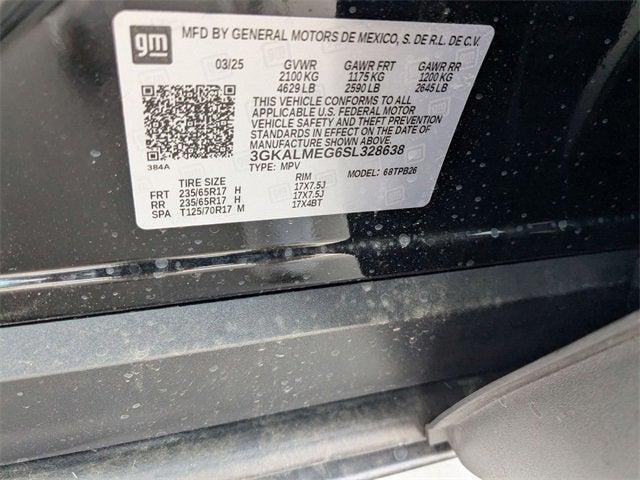 gm
MFD BY GENERAL MOTORS DE MEXICO, S. DE R.L. DE C.V.
03/25 GVWR GAWR FRT GAWR RR
2100 KG 1175 KG 1200 KG
4629 LB 2590 LB 2645 LB
THIS VEHICLE CONFORMS TO ALL
APPLICABLE U.S. FEDERAL MOTOR
VEHICLE SAFETY AND THEFT PREVENTION
STANDARDS IN EFFECT ON THE DATE OF
MANUFACTURE SHOWN ABOVE.
3GKALMEG6SL328638
384A TYPE: MPV MODEL: 68TPB26
TIRE SIZE RIM
FRT 235/65R17 H 17X7.5J
RR 235/65R17 H 17X7.5J
SPA T125/70R17 M 17X4BT